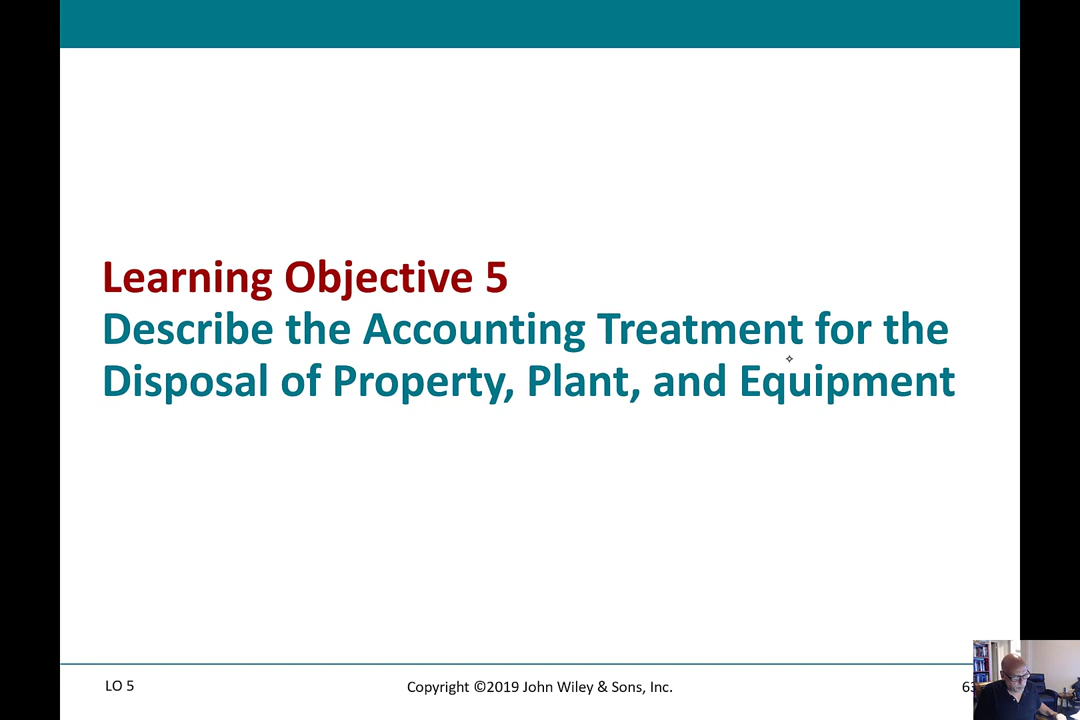 Learning Objective 5
Describe the Accounting Treatment for the
Disposal of Property, Plant, and Equipment
LO 5
Copyright ©2019 John Wiley & Sons, Inc.